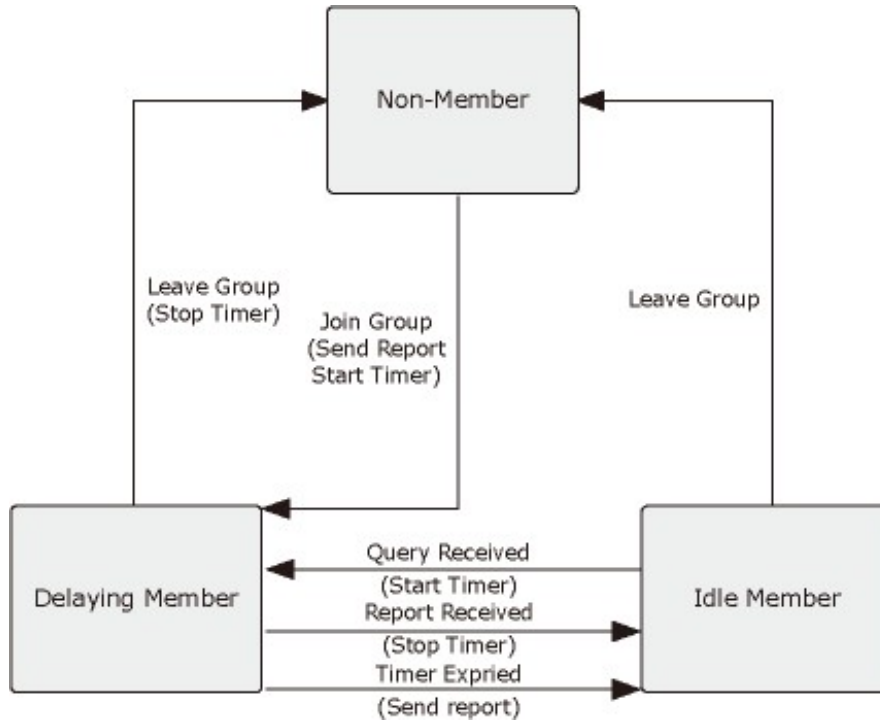 Non-Member
Leave Group
(Stop Timer)
Join Group
(Send Report
Start Timer)
Leave Group
Delaying Member
Query Received
(Start Timer)
Report Received
(Stop Timer)
Timer Expried
(Send report)
Idle Member